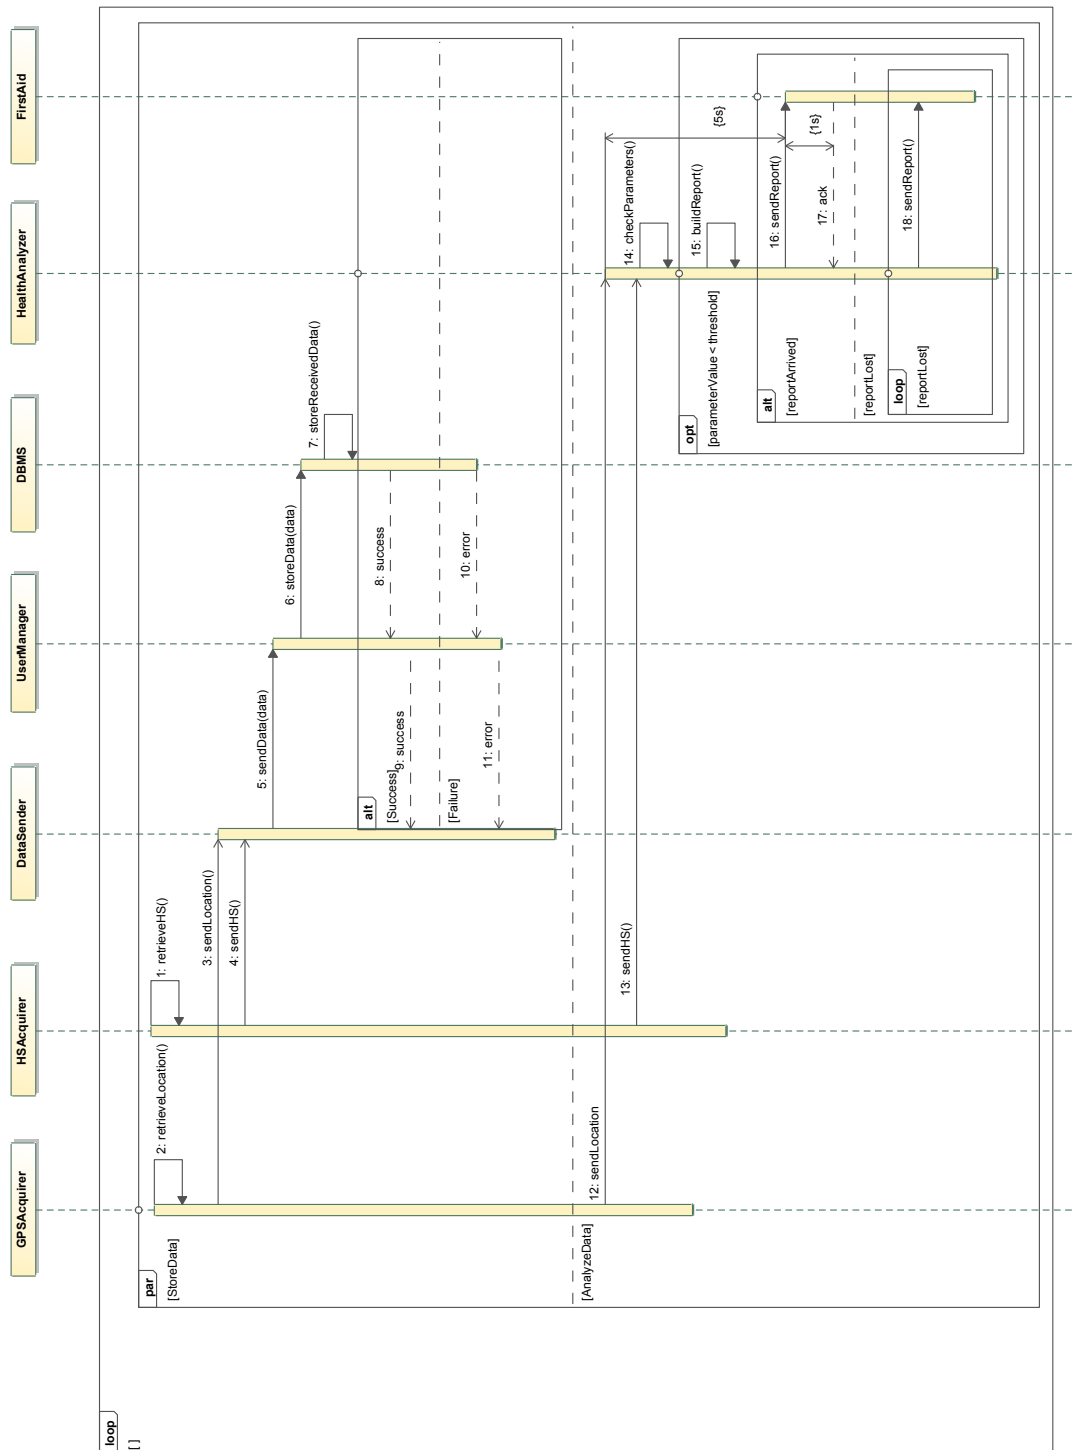 loop
[ ]
par
[StoreData]
[AnalyzeData]
GPSAcquirer
HSAcquirer
DataSender
UserManager
DBMS
HealthAnalyzer
FirstAid
1: retrieveHS()
2: retrieveLocation()
3: sendLocation()
4: sendHS()
5: sendData(data)
6: storeData(data)
7: storeReceivedData()
alt
[Success]
8: success
9: success
[Failure]
10: error
11: error
12: sendLocation
13: sendHS()
14: checkParameters()
{5s}
opt
[parameterValue < threshold]
15: buildReport()
alt
[reportArrived]
16: sendReport()
{1s}
17: ack
[reportLost]
loop
[reportLost]
18: sendReport()